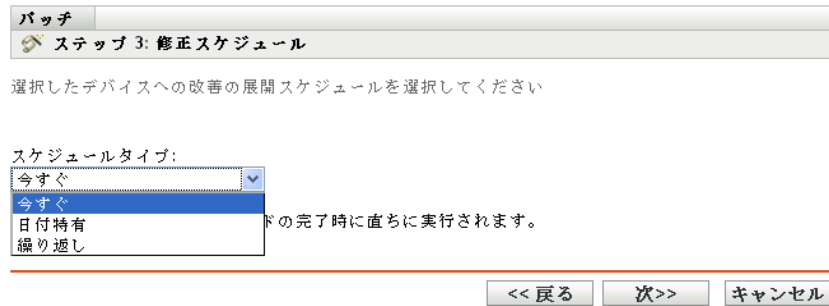 パッチ
ステップ 3: 修正スケジュール
選択したデバイスへの改善の展開スケジュールを選択してください
スケジュールタイプ:
今すぐ
今すぐ
日付特有
ドの完了時に直ちに実行されます。
繰り返し
<< 戻る
次>>
キャンセル